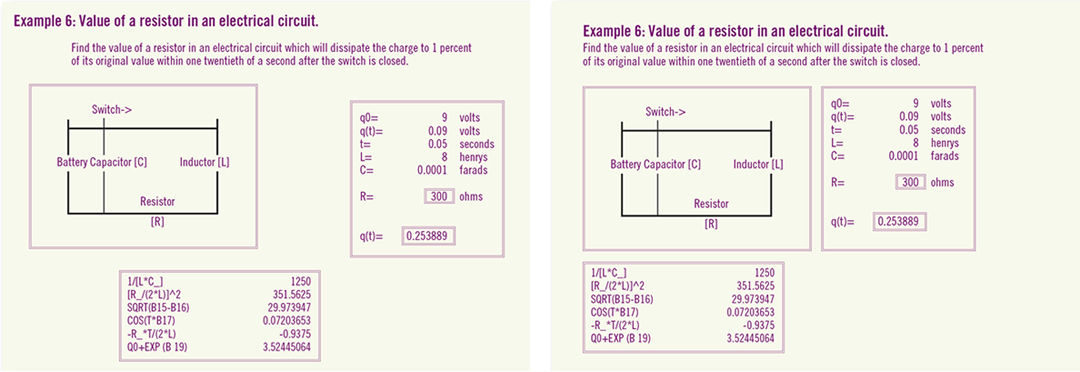 Example 6: Value of a resistor in an electrical circuit.
Find the value of a resistor in an electrical circuit which will dissipate the charge to 1 percent
of its original value within one twentieth of a second after the switch is closed.
Switch->
Battery Capacitor [C] Inductor [L]
Resistor
[R]
q0= 9 volts
q(t)= 0.09 volts
t= 0.05 seconds
L= 8 henrys
C= 0.0001 farads
R= 300 ohms
q(t)= 0.253889
1/[L*C_] 1250
[R_/(2*L)]^2 351.5625
SQRT(B15-B16) 29.973947
COS(T*B17) 0.07203653
-R_*T/(2*L) -0.9375
Q0+EXP (B 19) 3.52445064
Example 6: Value of a resistor in an electrical circuit.
Find the value of a resistor in an electrical circuit which will dissipate the charge to 1 percent
of its original value within one twentieth of a second after the switch is closed.
Switch->
Battery Capacitor [C] Inductor [L]
Resistor
[R]
q0= 9 volts
q(t)= 0.09 volts
t= 0.05 seconds
L= 8 henrys
C= 0.0001 farads
R= 300 ohms
q(t)= 0.253889
1/[L*C_] 1250
[R_/(2*L)]^2 351.5625
SQRT(B15-B16) 29.973947
COS(T*B17) 0.07203653
-R_*T/(2*L) -0.9375
Q0+EXP (B 19) 3.52445064